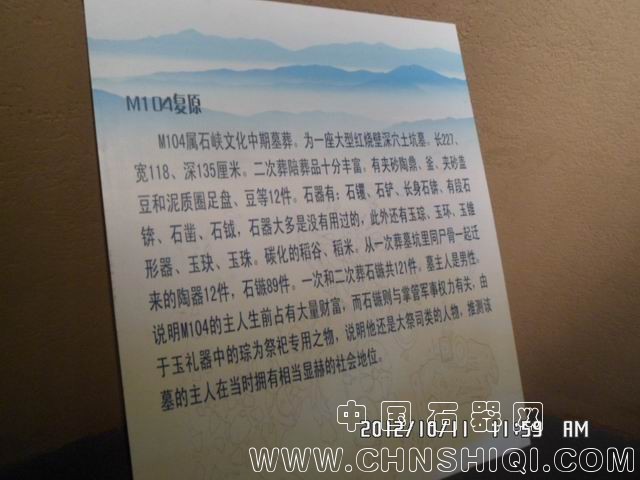 M104复原
M104属石峡文化中期墓葬。为一座大型红烧壁深穴土坑墓。长227、
宽118、深135厘米。二次葬陪葬品十分丰富，有夹砂陶鼎、釜、夹砂盖
豆和泥质圈足盘、豆等12件。石器有：石镬、石铲、长身石锛、有段石
锛、石凿、石钺，石器大多是没有用过的，此外还有玉琮、玉环、玉锥
形器、玉玦、玉珠。碳化的稻谷、稻米。从一次葬墓坑里同尸骨一起迁
来的陶器12件，石镞89件。一次和二次葬石镞共121件。墓主人是男性。
说明M104的主人生前占有大量财富，而石镞则与掌管军事权力有关，由
于玉礼器中的琮为祭祀专用之物，说明他还是大祭司类的人物，推测该
墓的主人在当时拥有相当显赫的社会地位。
中国石器网
2012/10/11 11:59 AM
WWW.CHNSHIQI.COM